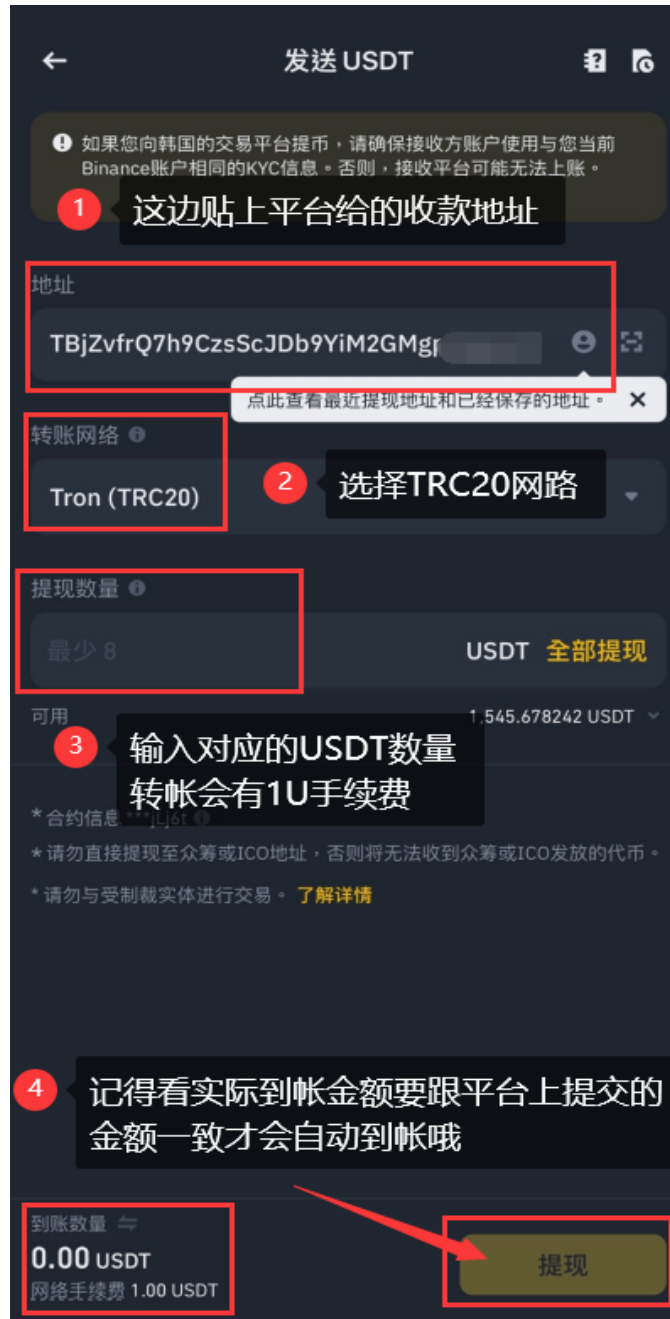 发送 USDT
如果您向韩国的交易平台提币，请确保接收方账户使用与您当前
Binance账户相同的KYC信息。否则，接收平台可能无法上账。
1 这边贴上平台给的收款地址
地址
TBjZvfrQ7h9CzsScJDb9YiM2GMg
点此查看最近提现地址和已经保存的地址。
转账网络
Tron (TRC20)
2 选择TRC20网路
提现数量
最少 8
USDT 全部提现
可用
1,545.678242 USDT
3 输入对应的USDT数量
转帐会有1U手续费
*合约信息 ***jLj6t
*请勿直接提现至众筹或ICO地址，否则将无法收到众筹或ICO发放的代币。
*请勿与受制裁实体进行交易。了解详情
4 记得看实际到帐金额要跟平台上提交的
金额一致才会自动到帐哦
到账数量
0.00 USDT
网络手续费 1.00 USDT
提现